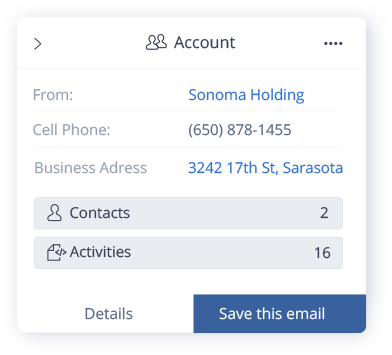 Account
From: Sonoma Holding
Cell Phone: (650) 878-1455
Business Adress 3242 17th St, Sarasota
Contacts 2
Activities 16
Details Save this email